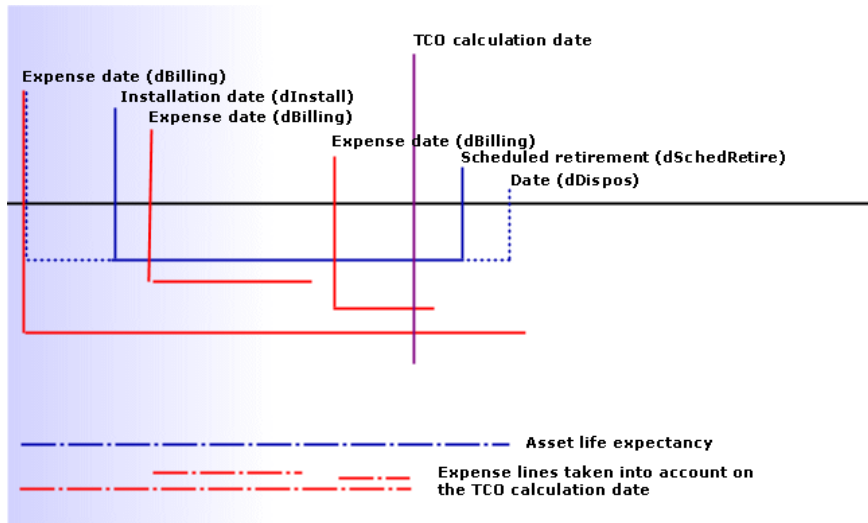 TCO calculation date
Expense date (dBilling)
Installation date (dInstall)
Expense date (dBilling)
Expense date (dBilling)
Scheduled retirement (dSchedRetire)
Date (dDispos)
Asset life expectancy
Expense lines taken into account on
the TCO calculation date